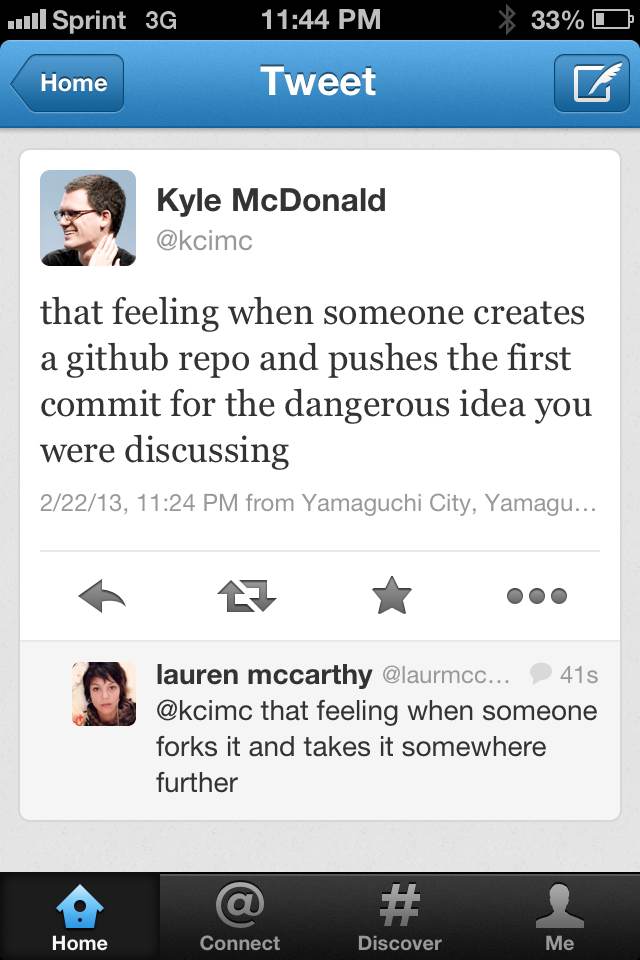 Sprint 3G 11:44 PM 33%
Home Tweet
Kyle McDonald
@kcimc
that feeling when someone creates
a github repo and pushes the first
commit for the dangerous idea you
were discussing
2/22/13, 11:24 PM from Yamaguchi City, Yamagu...
lauren mccarthy @laurmcc... 41s
@kcimc that feeling when someone
forks it and takes it somewhere
further
Home Connect Discover Me